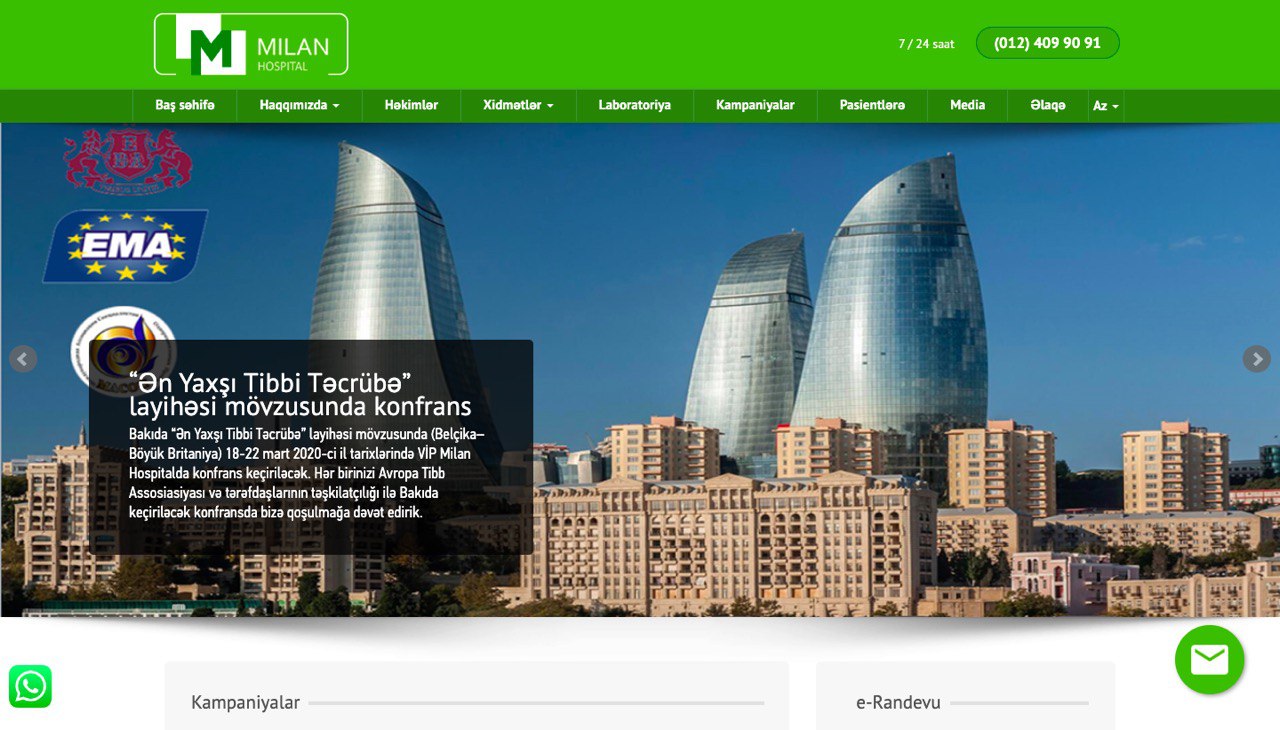 MILAN
HOSPITAL
7 / 24 saat
(012) 409 90 91
Baş səhifə
Haqqımızda
Həkimlər
Xidmətlər
Laboratoriya
Kampaniyalar
Pasientlərə
Media
Əlaqə
Az
EBA
EMA
“Ən Yaxşı Tibbi Təcrübə”
layihəsi mövzusunda konfrans
Bakıda “Ən Yaxşı Tibbi Təcrübə” layihəsi mövzusunda (Belçika–
Böyük Britaniya) 18-22 mart 2020-ci il tarixlərində VİP Milan
Hospitalda konfrans keçiriləcək. Hər birinizi Avropa Tibb
Assosiasiyası və tərəfdaşlarının təşkilatçılığı ilə Bakıda
keçiriləcək konfransda bizə qoşulmağa dəvət edirik.
Kampaniyalar
e-Randevu